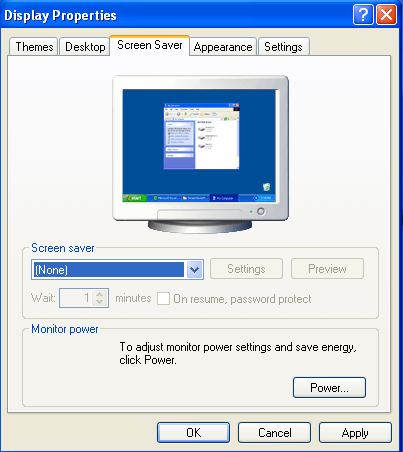 Display Properties
Themes Desktop Screen Saver Appearance Settings
Screen saver
(None) Settings Preview
Wait: 1 minutes On resume, password protect
Monitor power
To adjust monitor power settings and save energy,
click Power.
Power...
OK Cancel Apply